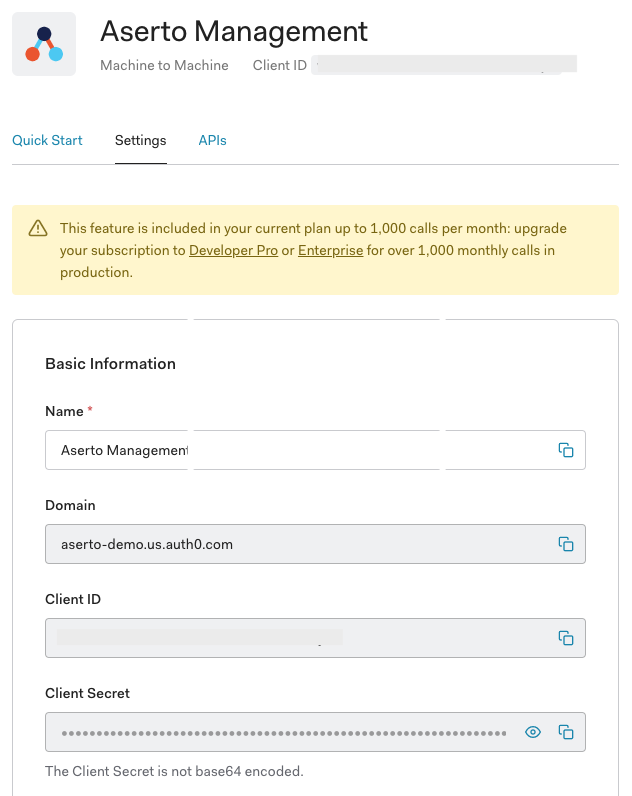 Aserto Management
Machine to Machine Client ID
Quick Start Settings APIs
This feature is included in your current plan up to 1,000 calls per month: upgrade
your subscription to Developer Pro or Enterprise for over 1,000 monthly calls in
production.
Basic Information
Name *
Aserto Management
Domain
aserto-demo.us.auth0.com
Client ID
Client Secret
••••••••••••••••••••••••••••••••••••••••••••••••••••••••••••••••
The Client Secret is not base64 encoded.